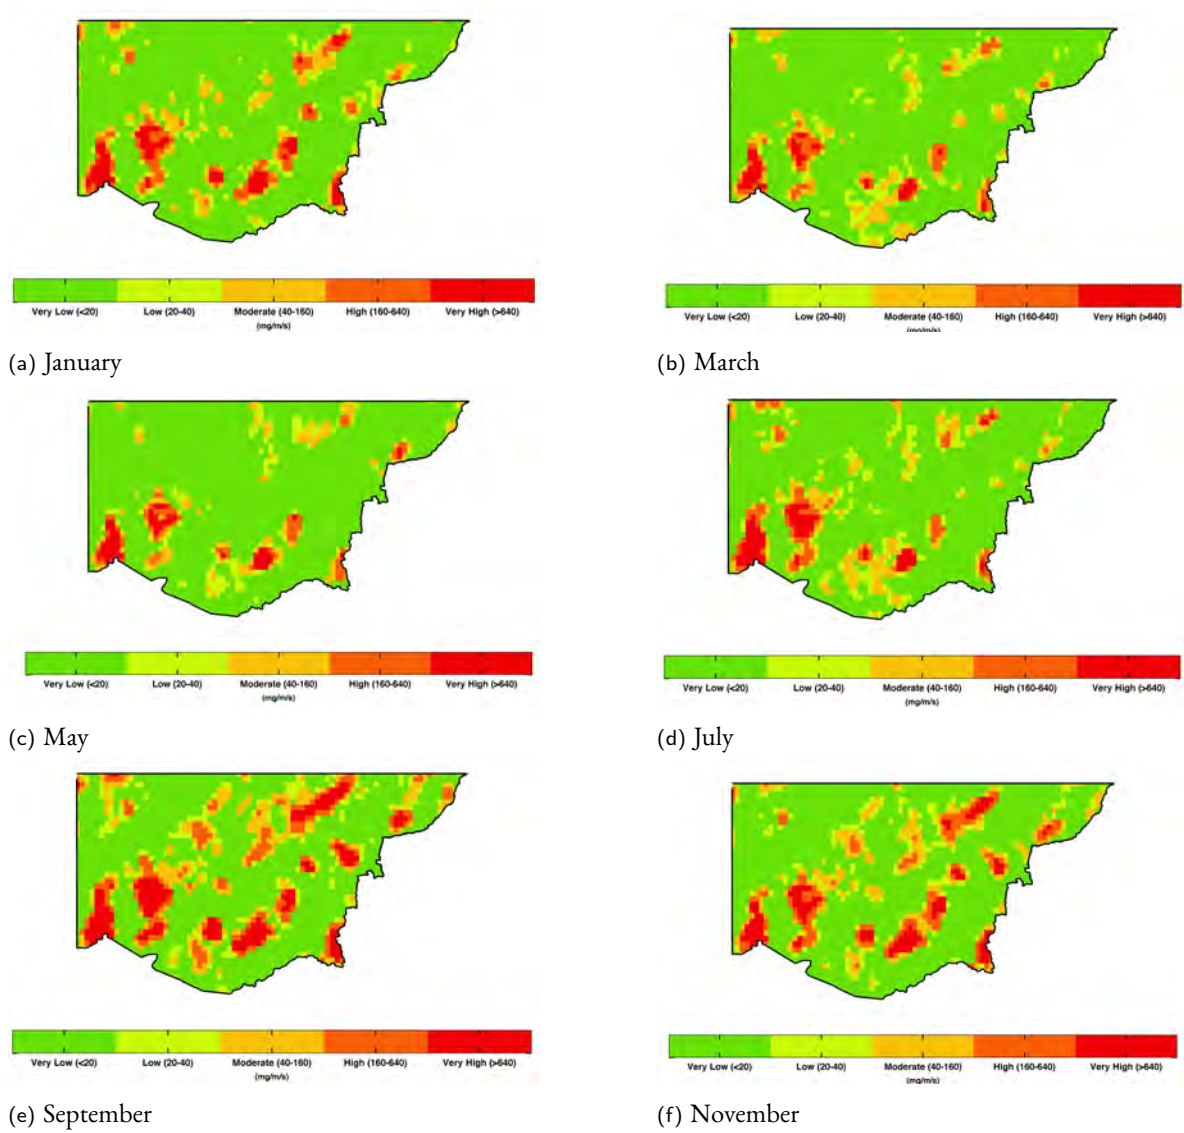 Very Low (<20) Low (20-40) Moderate (40-160) High (160-640) Very High (>640)
(mg/m/s)
(a) January
Very Low (<20) Low (20-40) Moderate (40-160) High (160-640) Very High (>640)
(mg/m/s)
(b) March
Very Low (<20) Low (20-40) Moderate (40-160) High (160-640) Very High (>640)
(mg/m/s)
(c) May
Very Low (<20) Low (20-40) Moderate (40-160) High (160-640) Very High (>640)
(mg/m/s)
(d) July
Very Low (<20) Low (20-40) Moderate (40-160) High (160-640) Very High (>640)
(mg/m/s)
(e) September
Very Low (<20) Low (20-40) Moderate (40-160) High (160-640) Very High (>640)
(mg/m/s)
(f) November